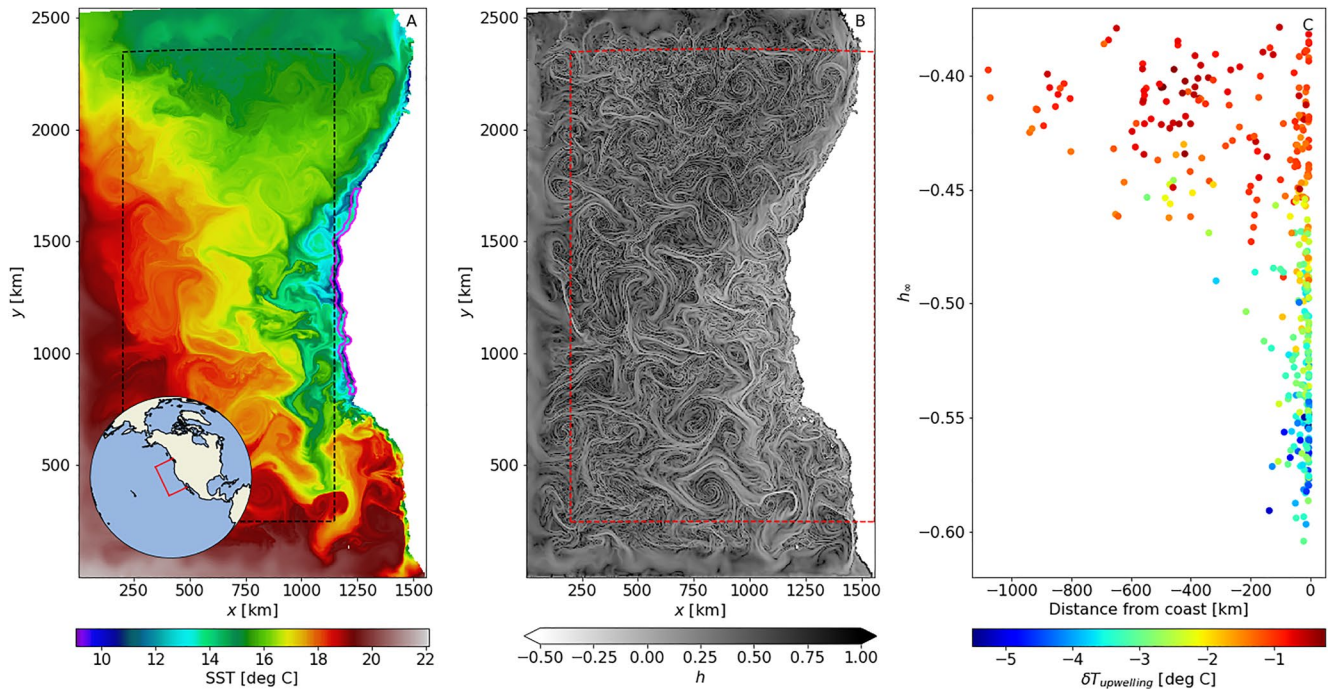 A
2500
2000
1500
1000
500
y [km]
250 500 750 1000 1250 1500
x [km]
10 12 14 16 18 20 22
SST [deg C]
B
2500
2000
1500
1000
500
y [km]
250 500 750 1000 1250 1500
x [km]
−0.50 −0.25 0.00 0.25 0.50 0.75 1.00
h
C
−0.40
−0.45
−0.50
−0.55
−0.60
h∞
−1000 −800 −600 −400 −200 0
Distance from coast [km]
−5 −4 −3 −2 −1
δTupwelling [deg C]